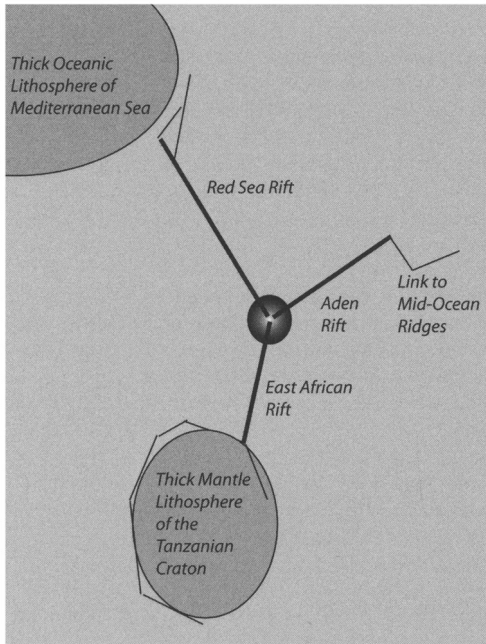 Thick Oceanic
Lithosphere of
Mediterranean Sea
Red Sea Rift
Link to
Mid-Ocean
Ridges
Aden
Rift
East African
Rift
Thick Mantle
Lithosphere
of the
Tanzanian
Craton